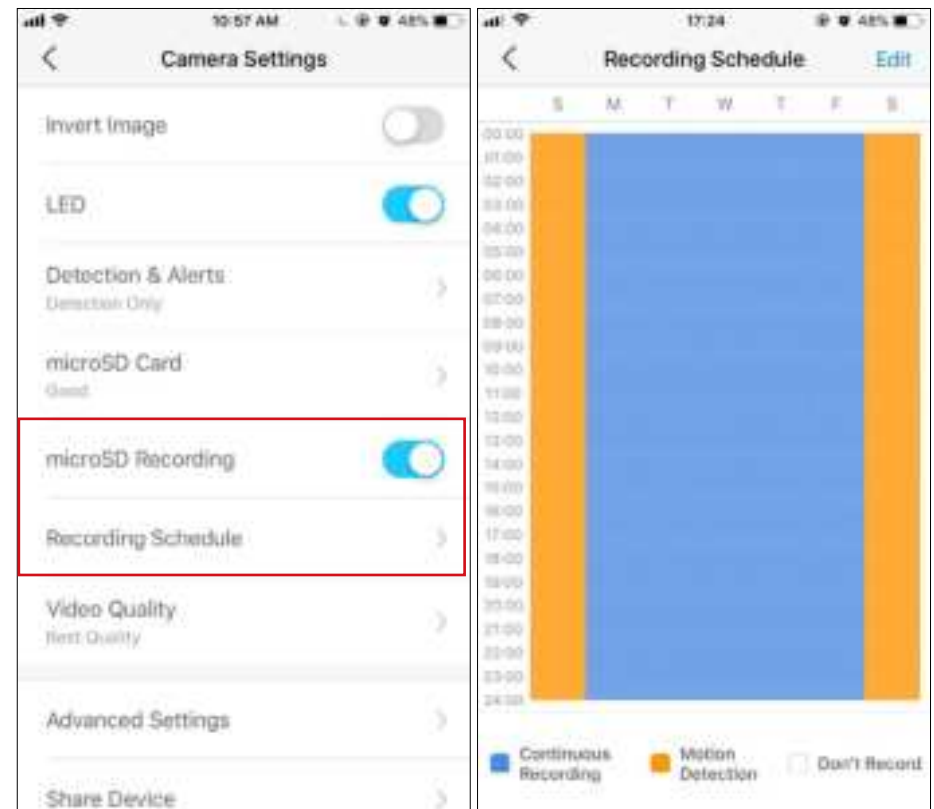 10:57 AM
48%
Camera Settings
Invert Image
LED
Detection & Alerts
Detection Only
microSD Card
Good
microSD Recording
Recording Schedule
Video Quality
Best Quality
Advanced Settings
Share Device
17:24
48%
Recording Schedule
Edit
S M T W T F S
00:00
01:00
02:00
03:00
04:00
05:00
06:00
07:00
08:00
09:00
10:00
11:00
12:00
13:00
14:00
15:00
16:00
17:00
18:00
19:00
20:00
21:00
22:00
23:00
24:00
Continuous
Recording
Motion
Detection
Don't Record